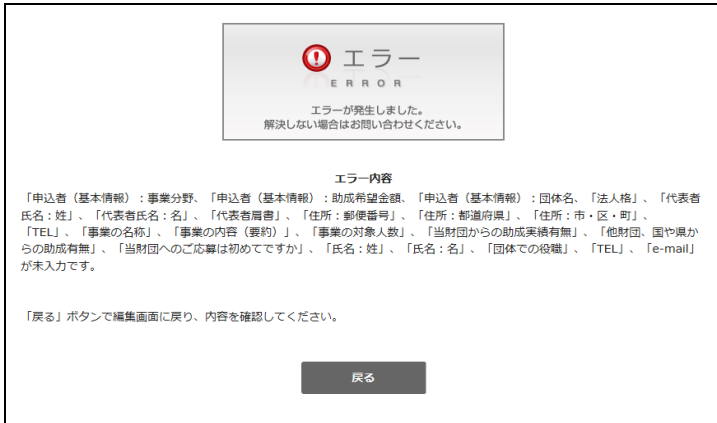 エラー
ERROR
エラーが発生しました。
解決しない場合はお問い合わせください。
エラー内容
「申込者（基本情報）：事業分野、「申込者（基本情報）：助成希望金額、「申込者（基本情報）：団体名、「法人格」、「代表者
氏名：姓」、「代表者氏名：名」、「代表者肩書」、「住所：郵便番号」、「住所：都道府県」、「住所：市・区・町」、
「TEL」、「事業の名称」、「事業の内容（要約）」、「事業の対象人数」、「当財団からの助成実績有無」、「他財団、国や県か
らの助成有無」、「当財団へのご応募は初めてですか」、「氏名：姓」、「氏名：名」、「団体での役職」、「TEL」、「e-mail」
が未入力です。
「戻る」ボタンで編集画面に戻り、内容を確認してください。
戻る